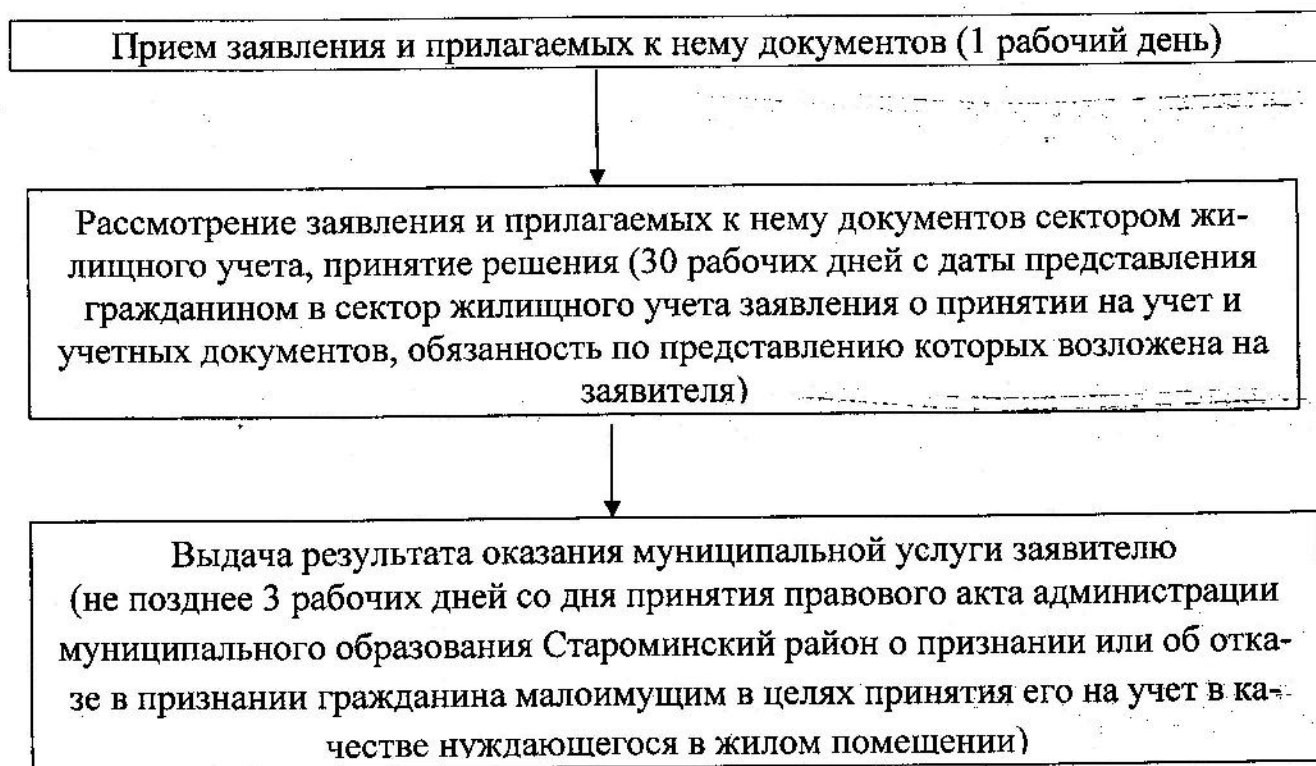 Прием заявления и прилагаемых к нему документов (1 рабочий день)
Рассмотрение заявления и прилагаемых к нему документов сектором жи-
лищного учета, принятие решения (30 рабочих дней с даты представления
гражданином в сектор жилищного учета заявления о принятии на учет и
учетных документов, обязанность по представлению которых возложена на
заявителя)
Выдача результата оказания муниципальной услуги заявителю
(не позднее 3 рабочих дней со дня принятия правового акта администрации
муниципального образования Староминский район о признании или об отка-
зе в признании гражданина малоимущим в целях принятия его на учет в ка-
честве нуждающегося в жилом помещении)